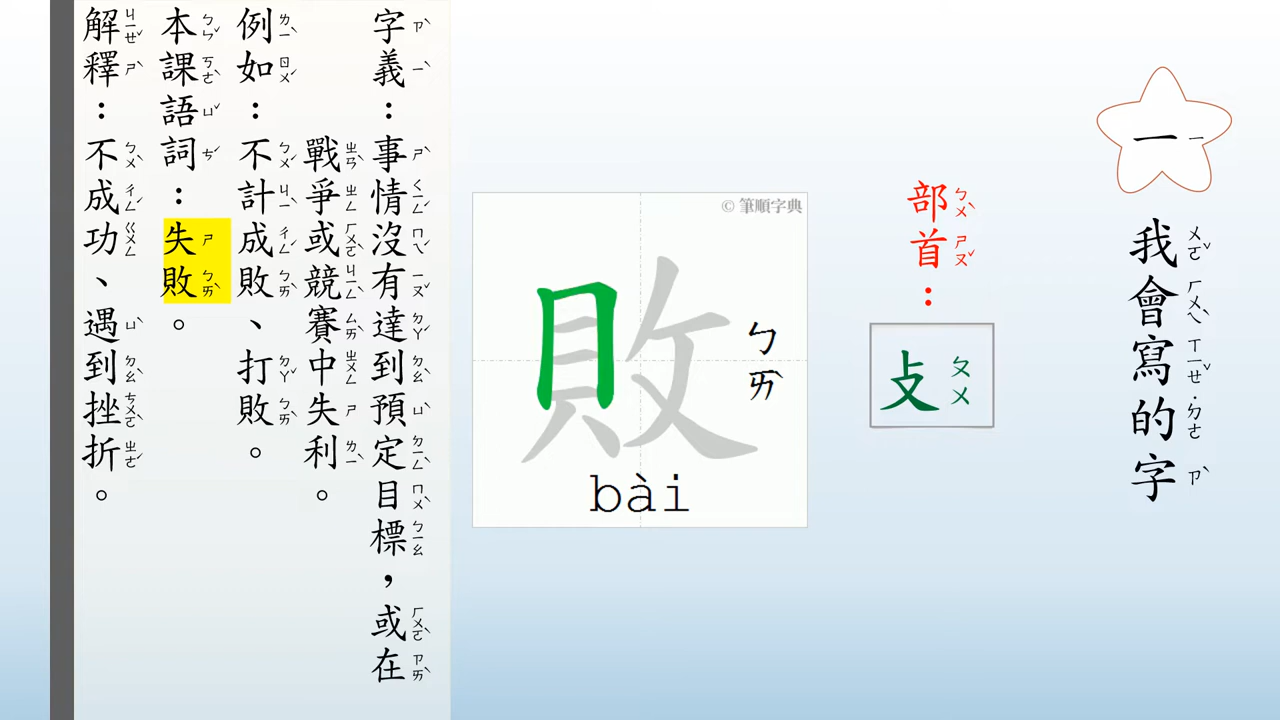 一
我會寫的字
部首：
攴 ㄆㄨ
© 筆順字典
敗
ㄅㄞˋ
bài
字義：事情沒有達到預定目標，或在
戰爭或競賽中失利。
例如：不計成敗、打敗。
本課語詞：失敗。
解釋：不成功、遇到挫折。